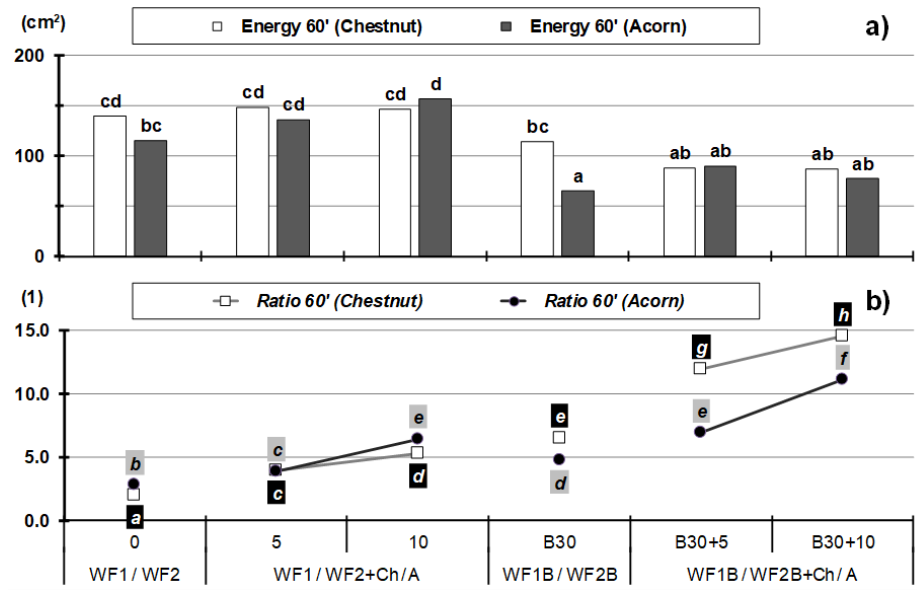 (cm²)
Energy 60' (Chestnut) Energy 60' (Acorn)
a)
200
cd bc cd cd cd d bc a ab ab ab ab
100
0
(1)
Ratio 60' (Chestnut) Ratio 60' (Acorn)
b)
15.0
10.0
5.0
0.0
b a c c e d e d g e h f
0 5 10 B30 B30+5 B30+10
WF1 / WF2 WF1 / WF2+Ch / A WF1B / WF2B WF1B / WF2B+Ch / A